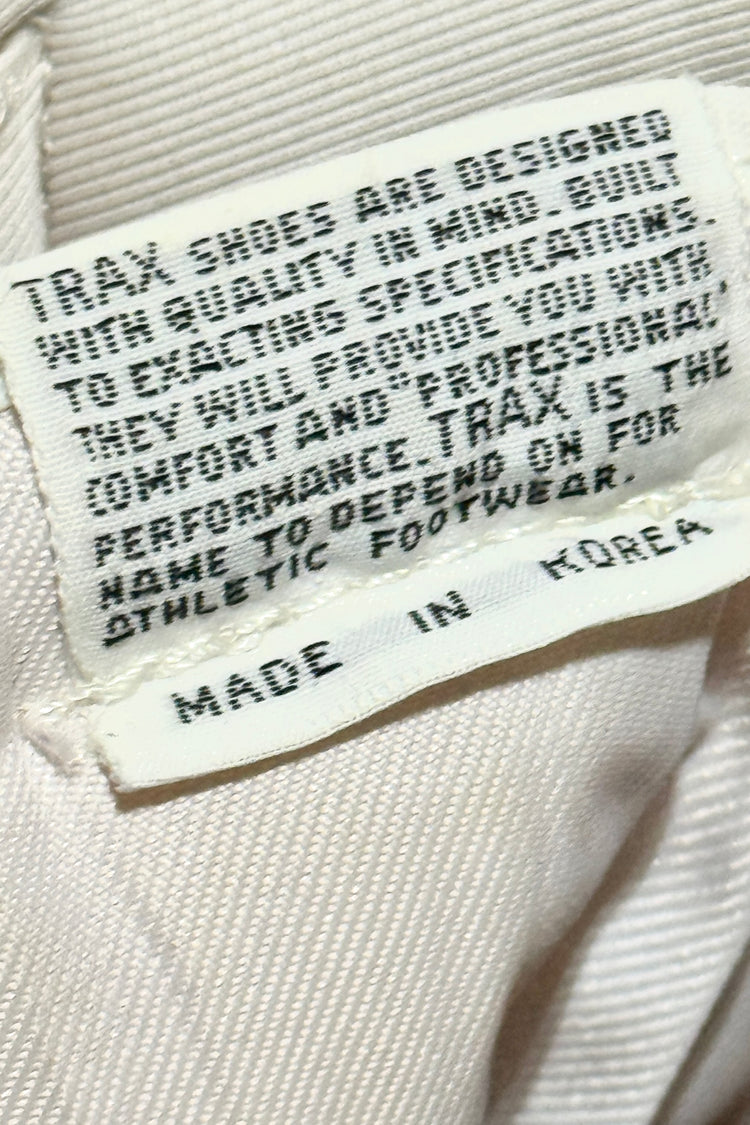 TRAX SHOES ARE DESIGNED
WITH QUALITY IN MIND. BUILT
TO EXACTING SPECIFICATIONS.
THEY WILL PROVIDE YOU WITH
COMFORT AND "PROFESSIONAL"
PERFORMANCE. TRAX IS THE
NAME TO DEPEND ON FOR
ATHLETIC FOOTWEAR.
MADE IN KOREA